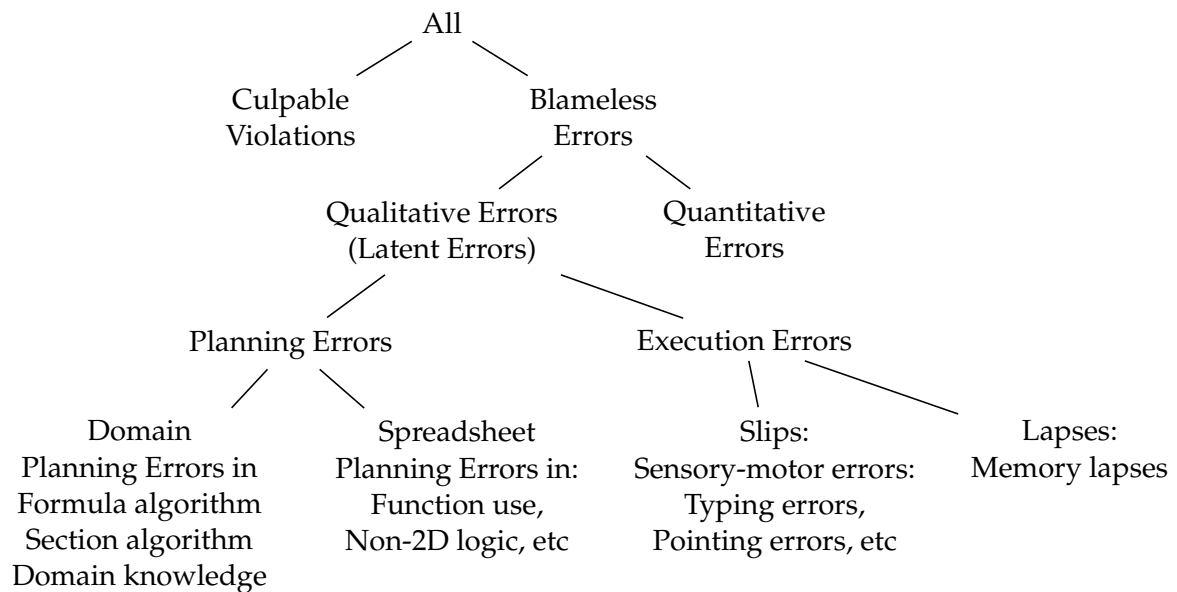 All
Culpable
Violations
Blameless
Errors
Qualitative Errors
(Latent Errors)
Quantitative
Errors
Planning Errors
Execution Errors
Domain
Planning Errors in
Formula algorithm
Section algorithm
Domain knowledge
Spreadsheet
Planning Errors in:
Function use,
Non-2D logic, etc
Slips:
Sensory-motor errors:
Typing errors,
Pointing errors, etc
Lapses:
Memory lapses